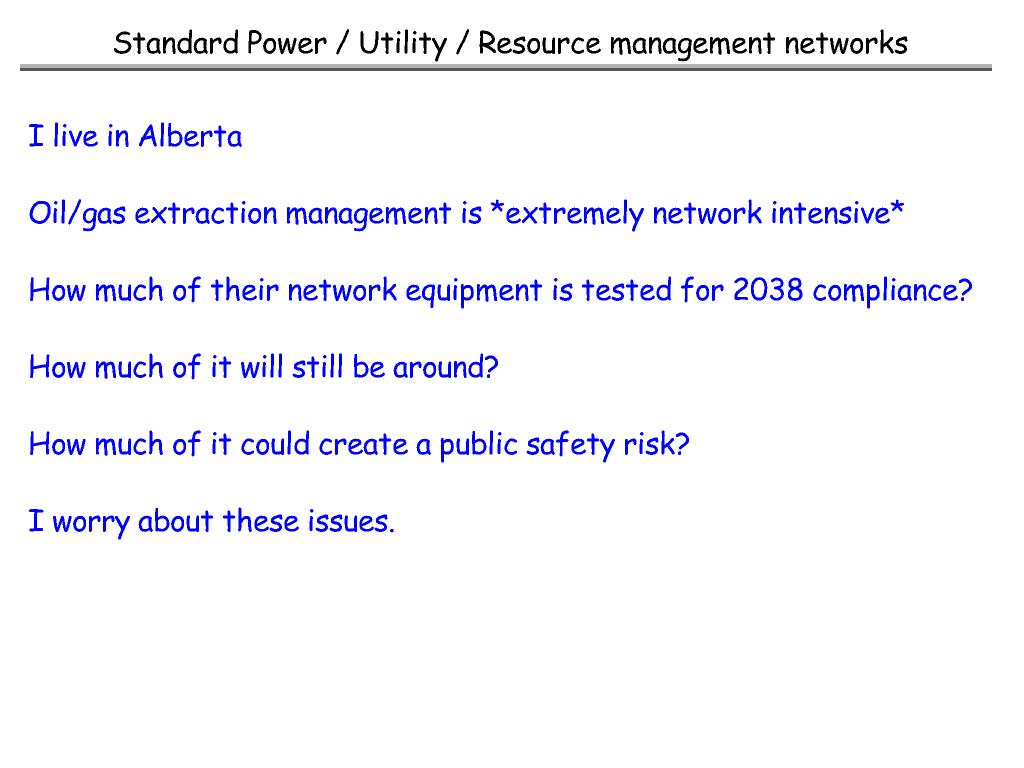 Standard Power / Utility / Resource management networks
I live in Alberta
Oil/gas extraction management is *extremely network intensive*
How much of their network equipment is tested for 2038 compliance?
How much of it will still be around?
How much of it could create a public safety risk?
I worry about these issues.